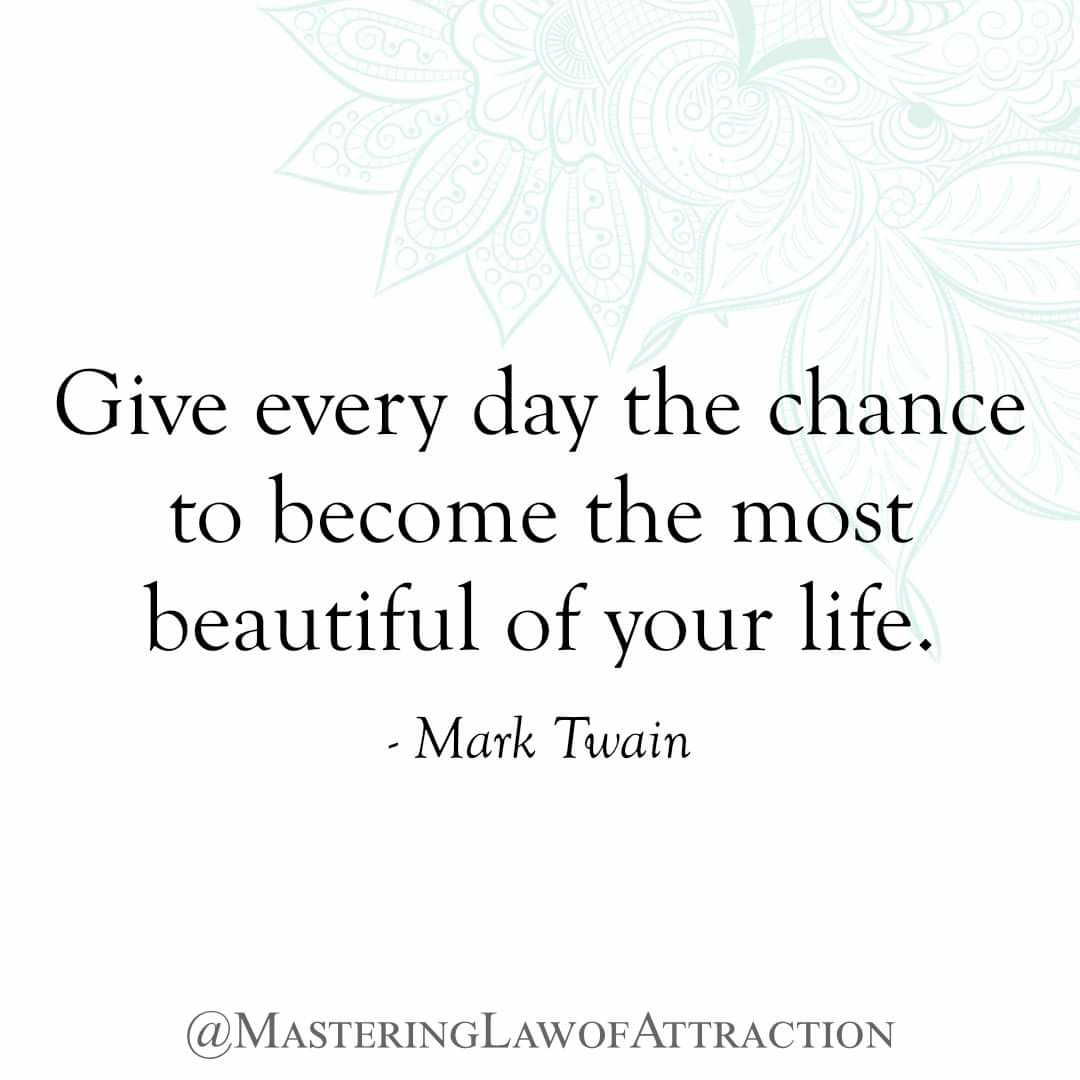 Give every day the chance
to become the most
beautiful of your life.
- Mark Twain
@MasteringLawofAttraction